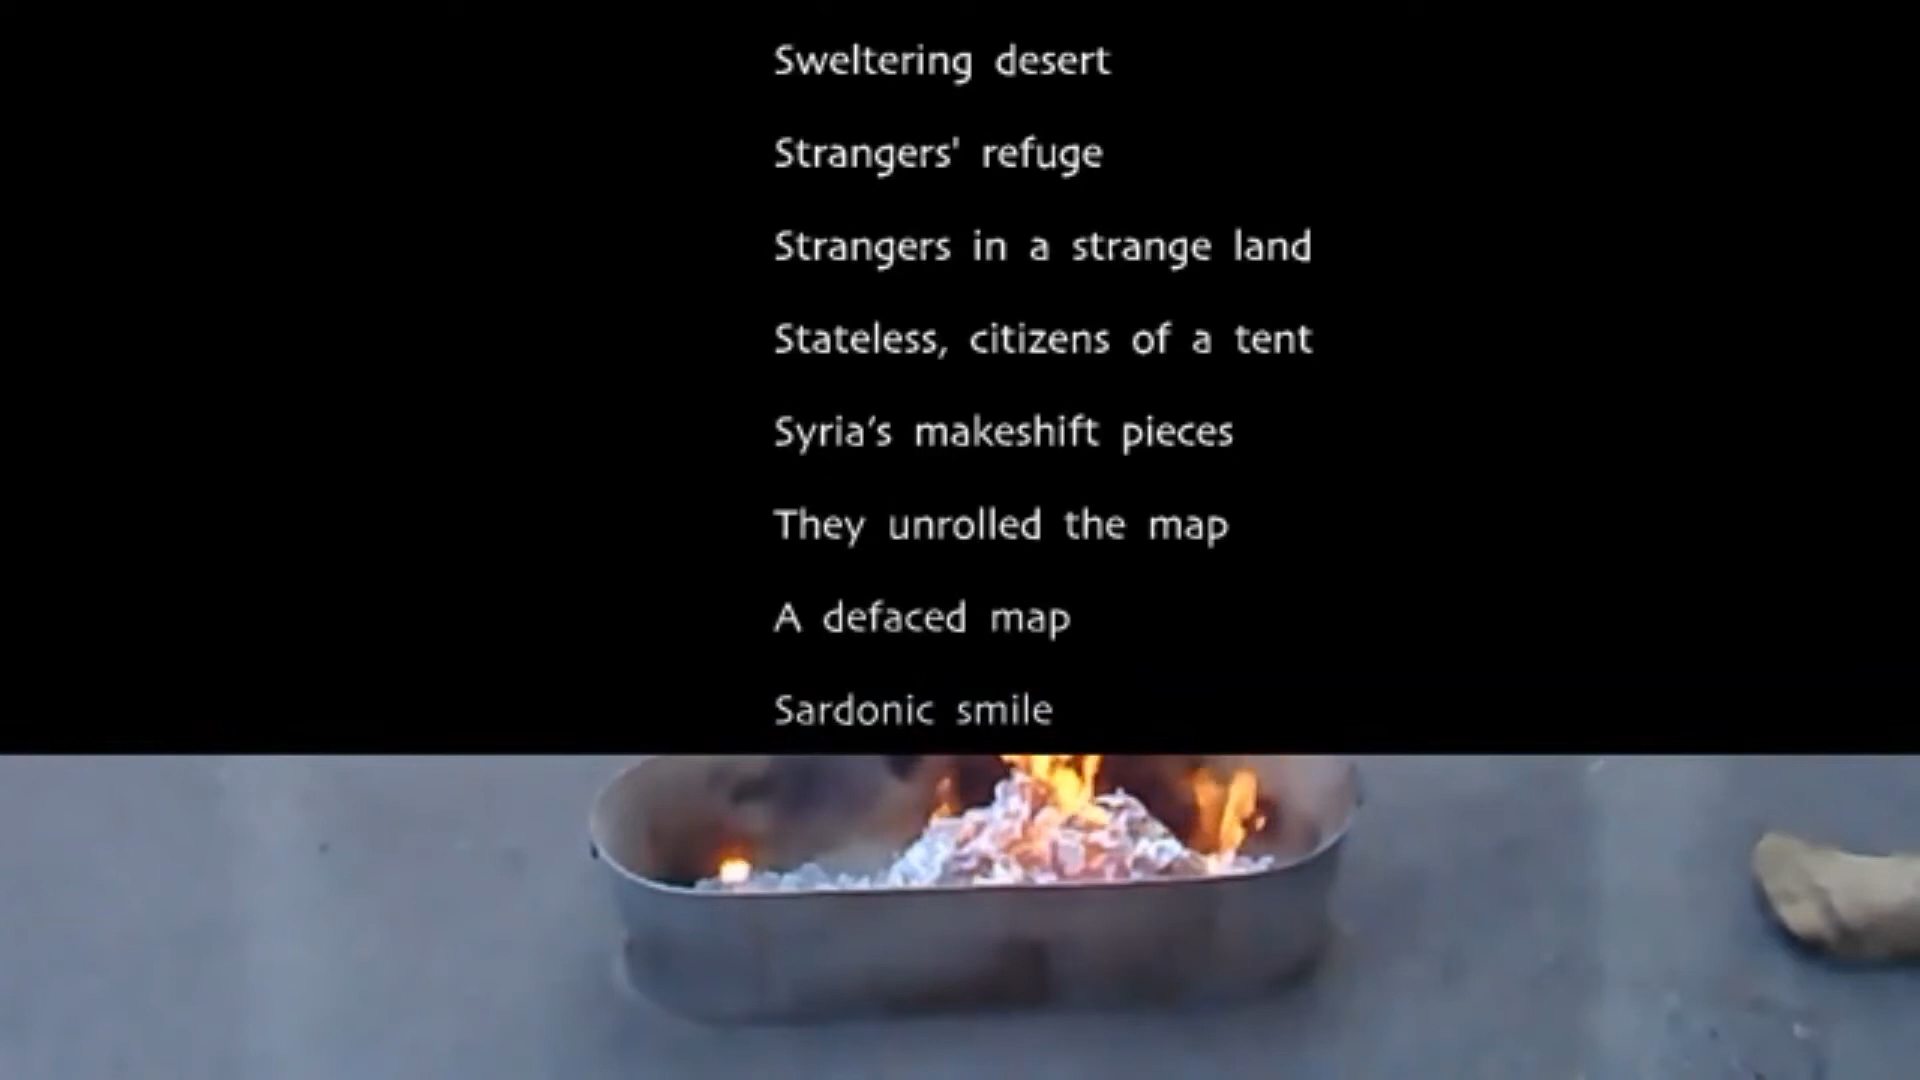 Sweltering desert
Strangers' refuge
Strangers in a strange land
Stateless, citizens of a tent
Syria’s makeshift pieces
They unrolled the map
A defaced map
Sardonic smile